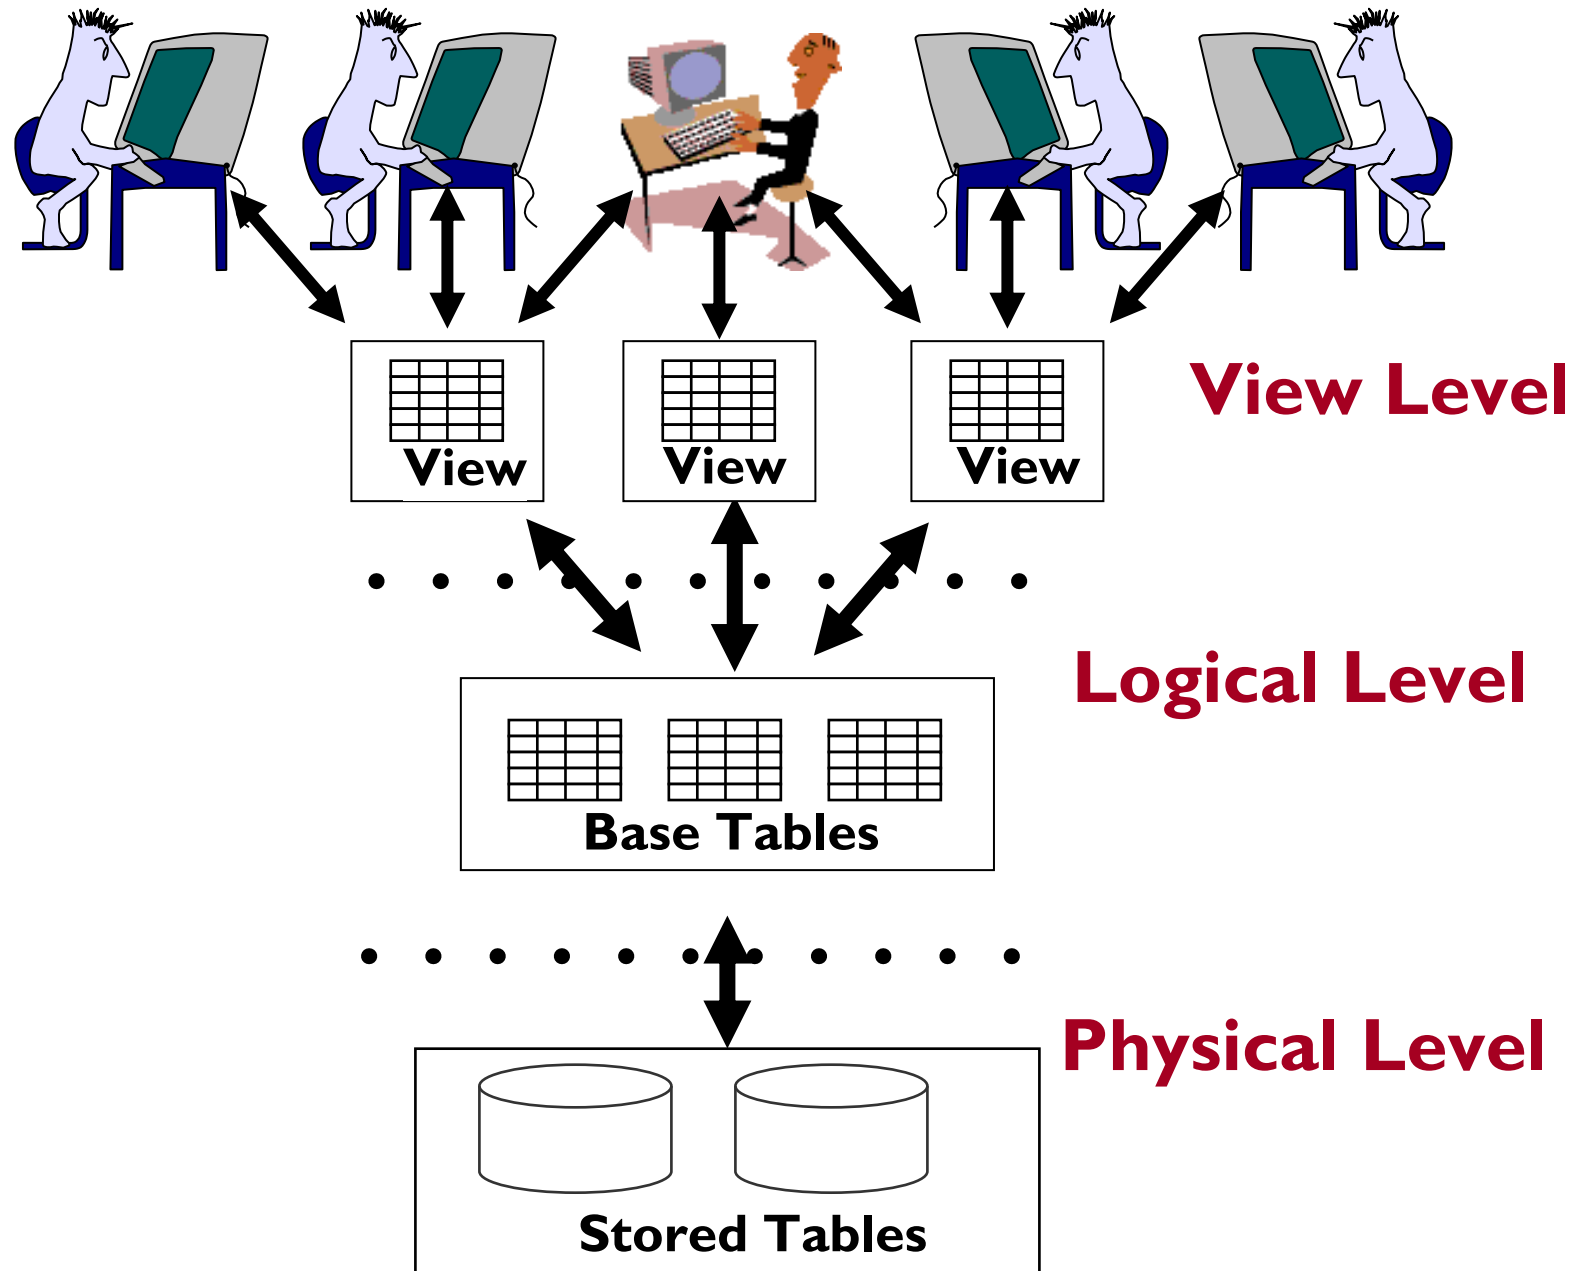 View Level
View
View
View
Logical Level
Base Tables
Physical Level
Stored Tables